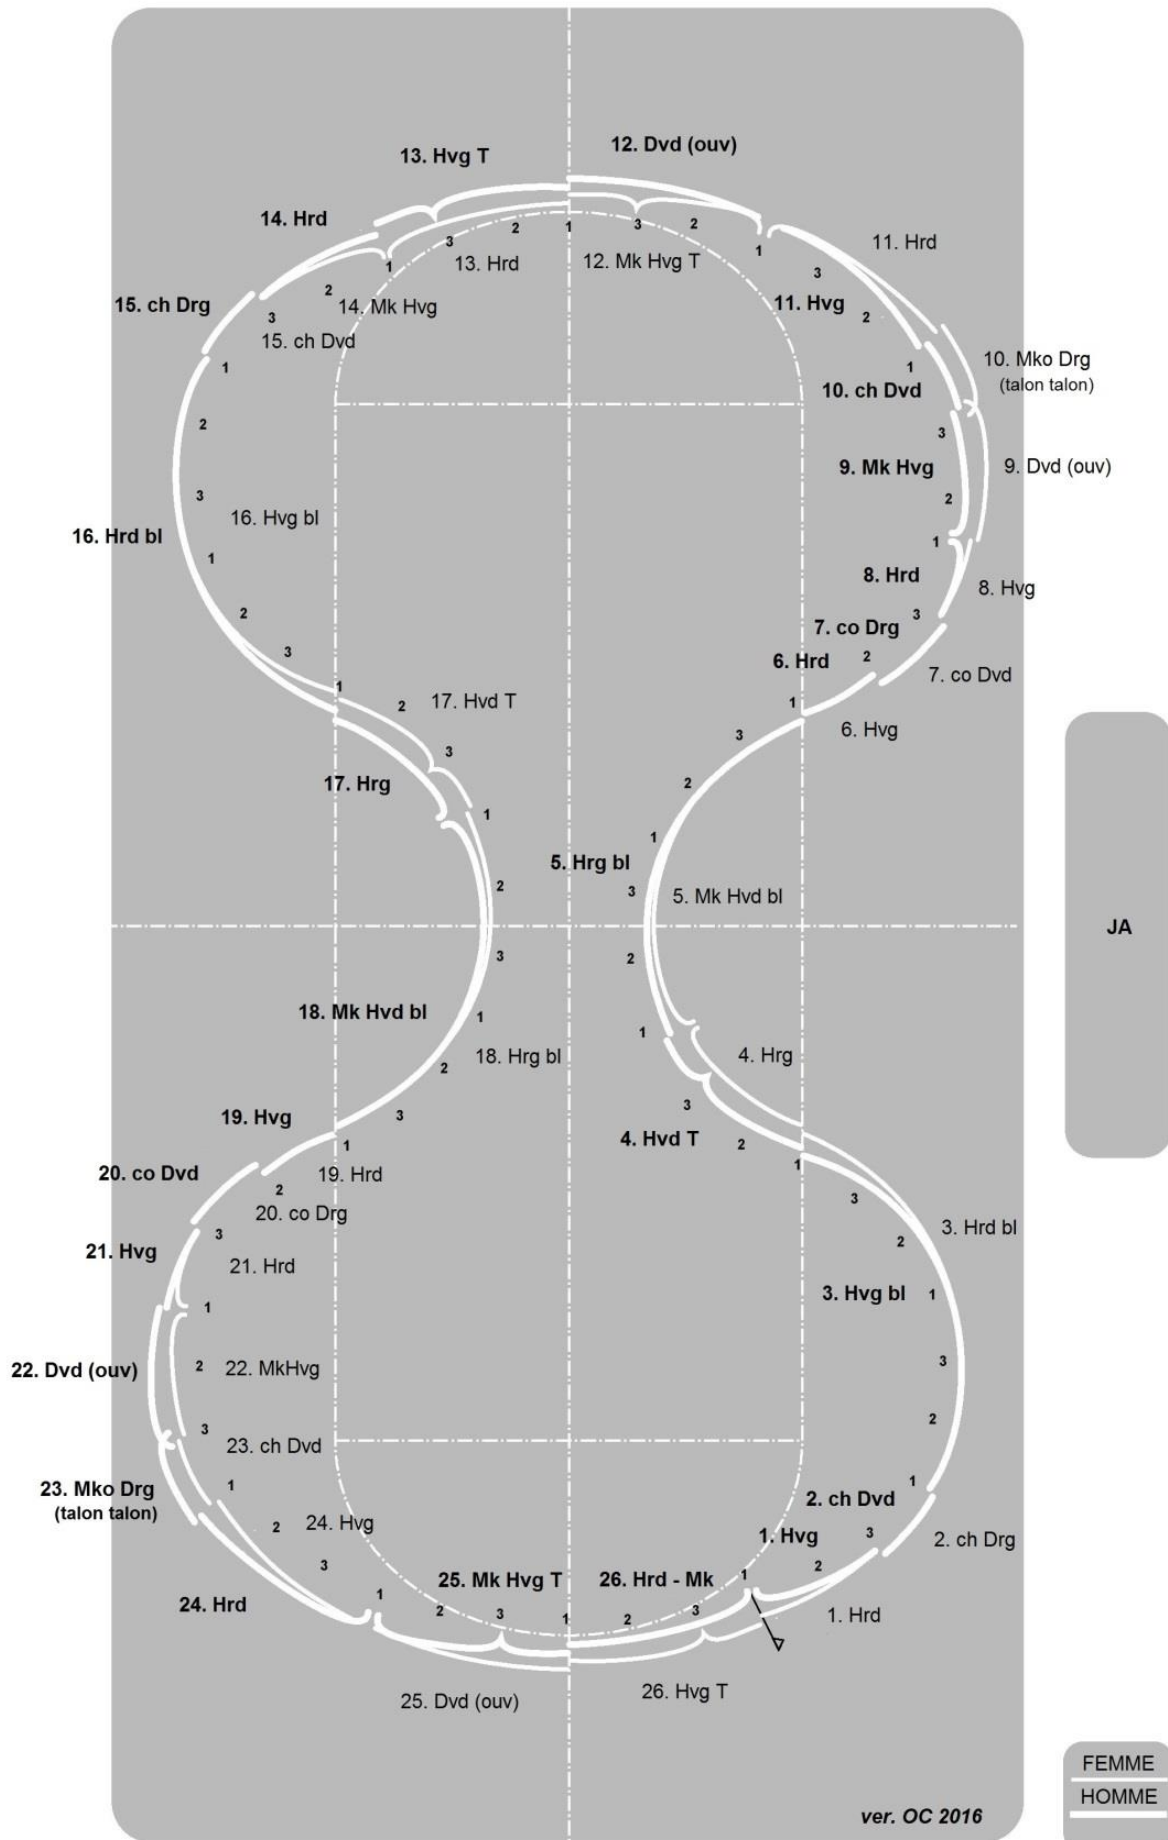 12. Dvd (ouv)
13. Hvg T
14. Hrd
11. Hrd
3 2 1 3 2 1
13. Hrd
12. Mk Hvg T
1
3
2
14. Mk Hvg
11. Hvg
15. ch Drg
3
2
15. ch Dvd
10. Mko Drg
(talon talon)
1
1
10. ch Dvd
2
3
9. Mk Hvg
9. Dvd (ouv)
3
2
16. Hvg bl
16. Hrd bl
1
1
8. Hrd
8. Hvg
2
3
7. co Drg
3
2
6. Hrd
7. co Dvd
1
2
17. Hvd T
1
6. Hvg
3
3
17. Hrg
2
1
1
5. Hrg bl
2
3
5. Mk Hvd bl
JA
3
2
18. Mk Hvd bl
1
1
18. Hrg bl
4. Hrg
2
3
19. Hvg
3
4. Hvd T
2
1
1
20. co Dvd
19. Hrd
2
3
20. co Drg
3
2
3. Hrd bl
21. Hvg
21. Hrd
3. Hvg bl
1
1
22. Dvd (ouv)
2
22. MkHvg
3
3
23. ch Dvd
2
23. Mko Drg
(talon talon)
1
1
2. ch Dvd
24. Hvg
2
1. Hvg
3
2. ch Drg
3
2
25. Mk Hvg T
26. Hrd - Mk
1
24. Hrd
1
2 3 1 2 3
1. Hrd
25. Dvd (ouv)
26. Hvg T
FEMME
HOMME
ver. OC 2016